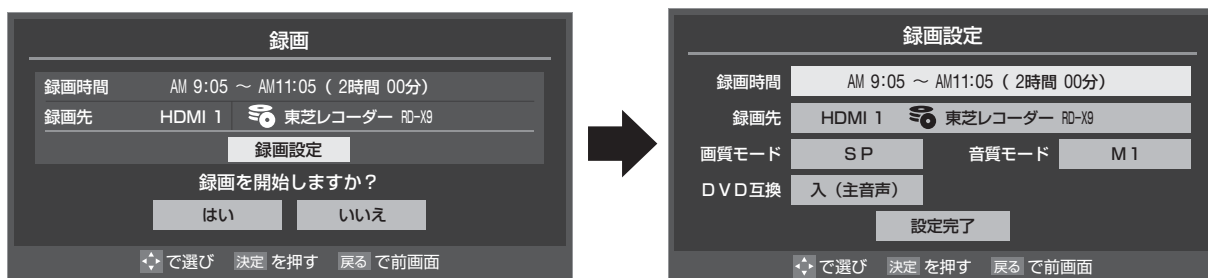 録画
録画時間 AM 9:05 ～ AM11:05 ( 2時間 00分)
録画先 HDMI 1 東芝レコーダー RD-X9
録画設定
録画を開始しますか？
はい いいえ
で選び 決定 を押す 戻る で前画面
録画設定
録画時間 AM 9:05 ～ AM11:05 ( 2時間 00分)
録画先 HDMI 1 東芝レコーダー RD-X9
画質モード ＳＰ 音質モード Ｍ１
ＤＶＤ互換 入（主音声）
設定完了
で選び 決定 を押す 戻る で前画面